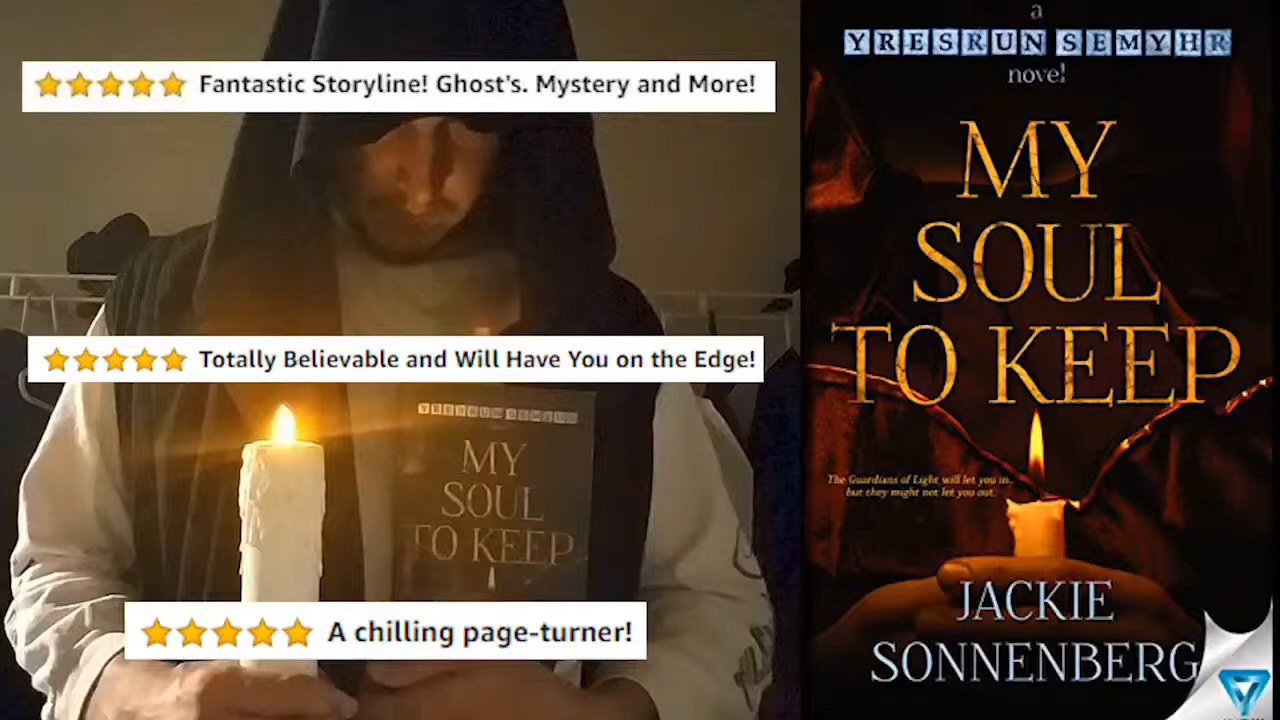 Fantastic Storyline! Ghost's. Mystery and More!
Totally Believable and Will Have You on the Edge!
YRESRUN SEMYHR
MY
SOUL
TO KEEP
A chilling page-turner!
a
YRESRUN SEMYHR
novel
MY
SOUL
TO KEEP
The Guardians of Light will let you in..
but they might not let you out.
JACKIE
SONNENBERG